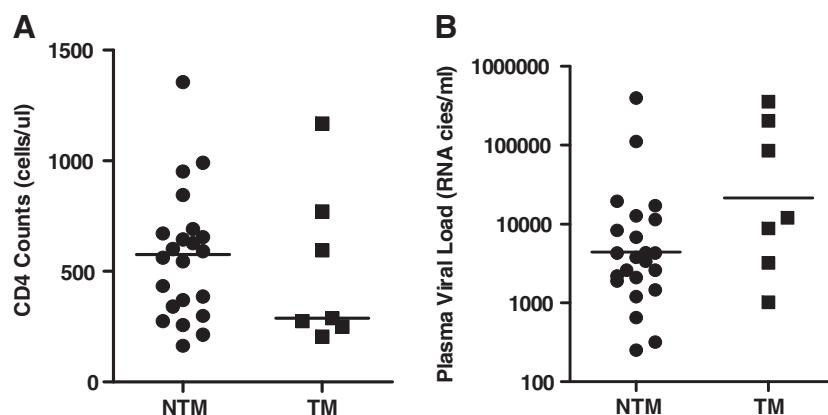 A
CD4 Counts (cells/ul)
1500
1000
500
0
NTM
TM
B
Plasma Viral Load (RNA cies/ml)
1000000
100000
10000
1000
100
NTM
TM